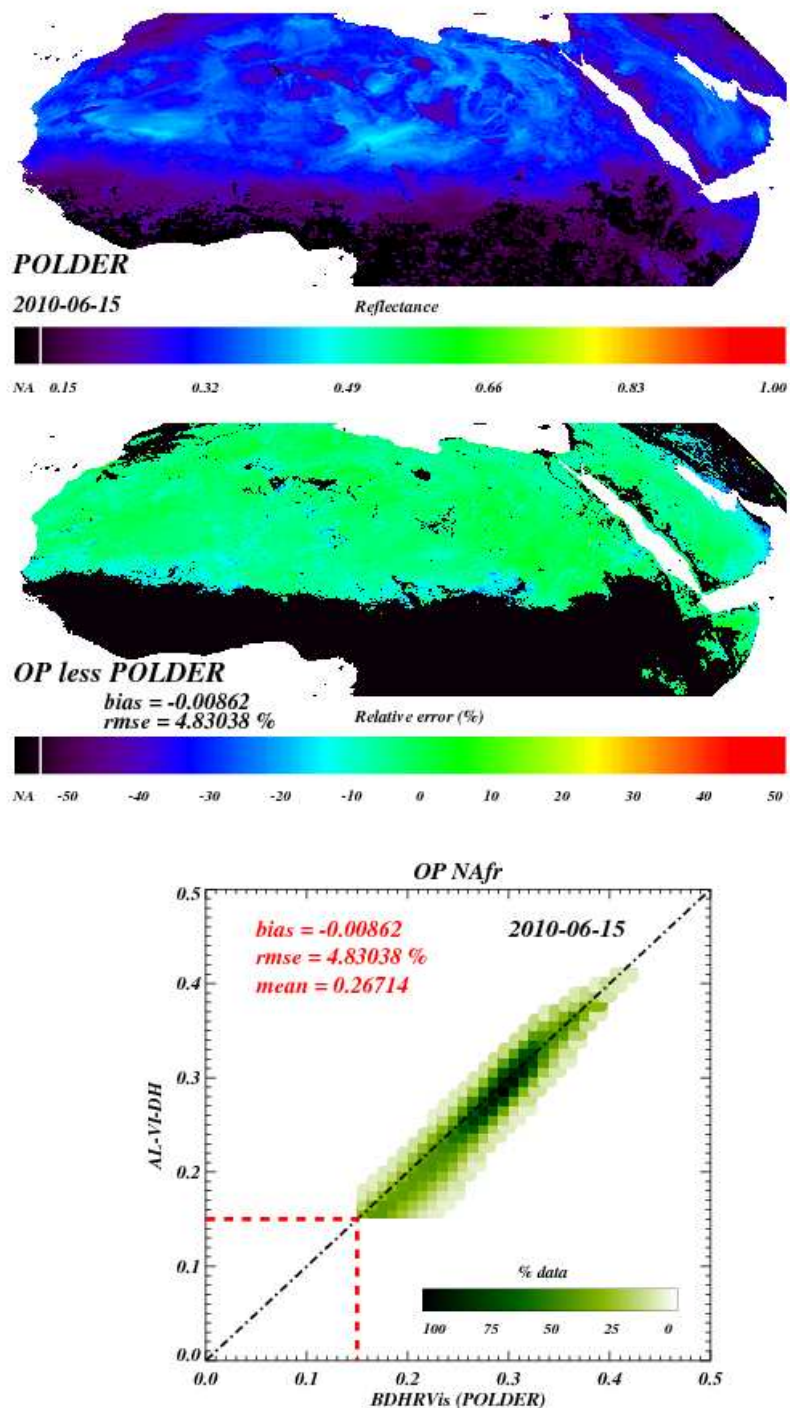 POLDER
2010-06-15 Reflectance
NA 0.15 0.32 0.49 0.66 0.83 1.00
OP less POLDER
bias = -0.00862
rmse = 4.83038 % Relative error (%)
NA -50 -40 -30 -20 -10 0 10 20 30 40 50
OP NAfr
0.5
bias = -0.00862 2010-06-15
rmse = 4.83038 %
mean = 0.26714
0.4
0.3
AL-VI-DH
0.2
0.1
% data
100 75 50 25 0
0.0
0.0 0.1 0.2 0.3 0.4 0.5
BDHRVis (POLDER)